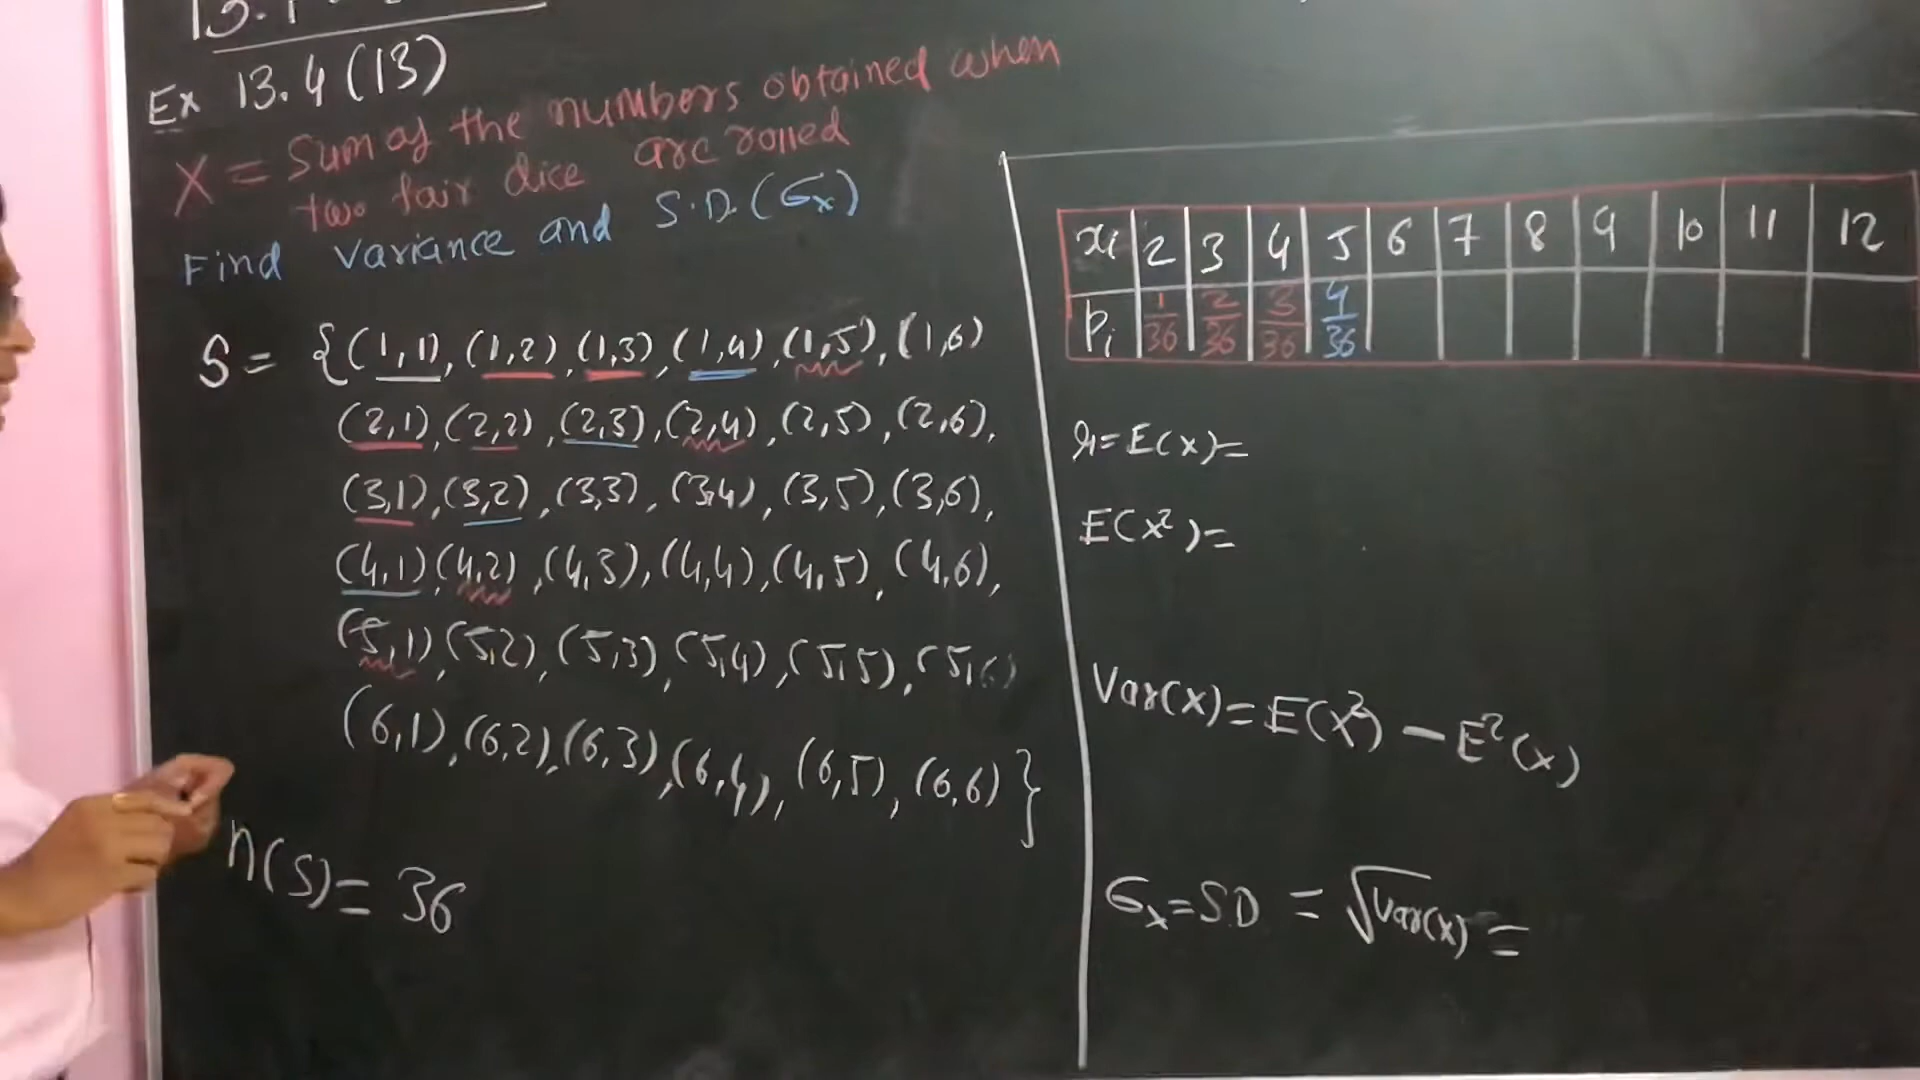 Ex 13.4 (13)
X = Sum of the numbers obtained when
two fair dice are rolled
Find Variance and S.D. (σx)
S = {(1,1), (1,2), (1,3), (1,4), (1,5), (1,6)
(2,1), (2,2), (2,3), (2,4), (2,5), (2,6),
(3,1), (3,2), (3,3), (3,4), (3,5), (3,6),
(4,1), (4,2), (4,3), (4,4), (4,5), (4,6),
(5,1), (5,2), (5,3), (5,4), (5,5), (5,6)
(6,1), (6,2), (6,3), (6,4), (6,5), (6,6)}
n(S) = 36
xi 2 3 4 5 6 7 8 9 10 11 12
Pi 1/36 2/36 3/36 4/36
μ = E(x) =
E(x²) =
Var(x) = E(x²) – E²(x)
σx = SD = √Var(x) =